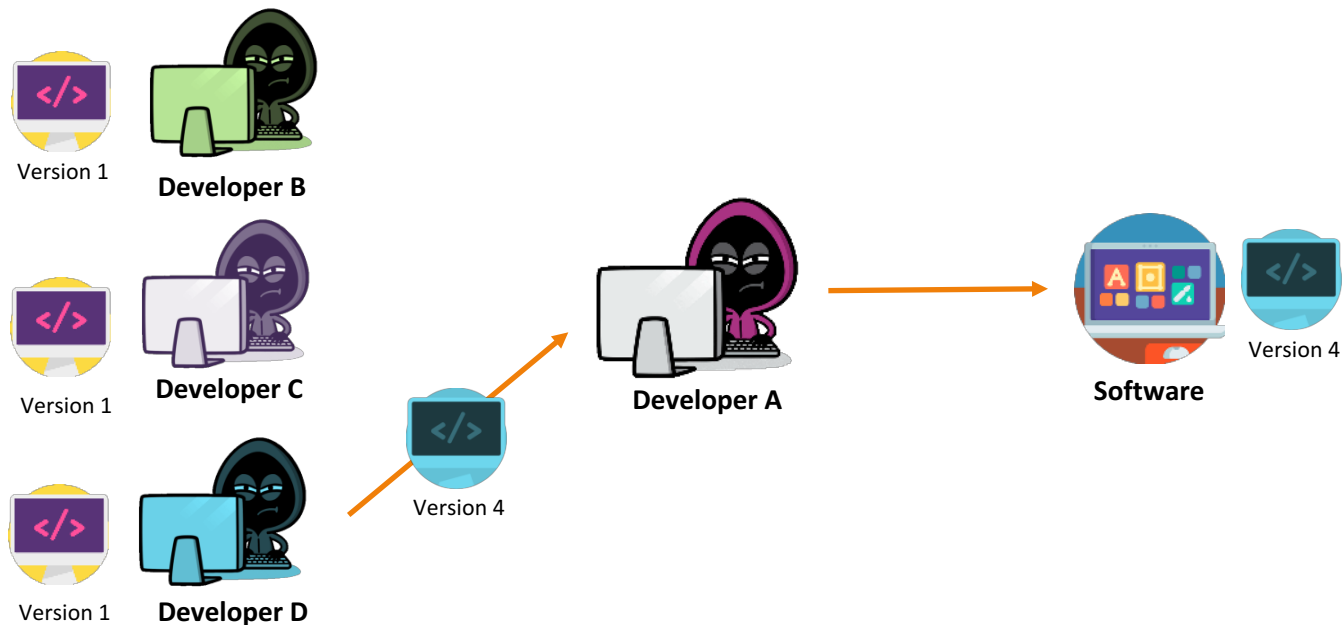 </>
Version 1
Developer B
</>
Version 1
Developer C
</>
Version 1
Developer D
</>
Version 4
Developer A
A
Software
</>
Version 4